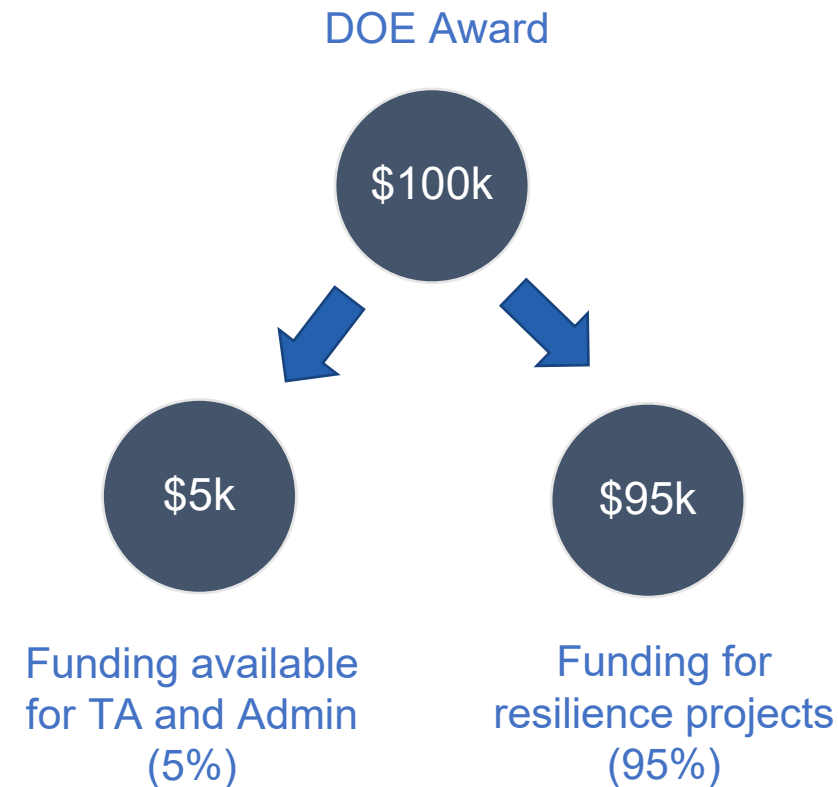 DOE Award
$100k
$5k
$95k
Funding available
for TA and Admin
(5%)
Funding for
resilience projects
(95%)